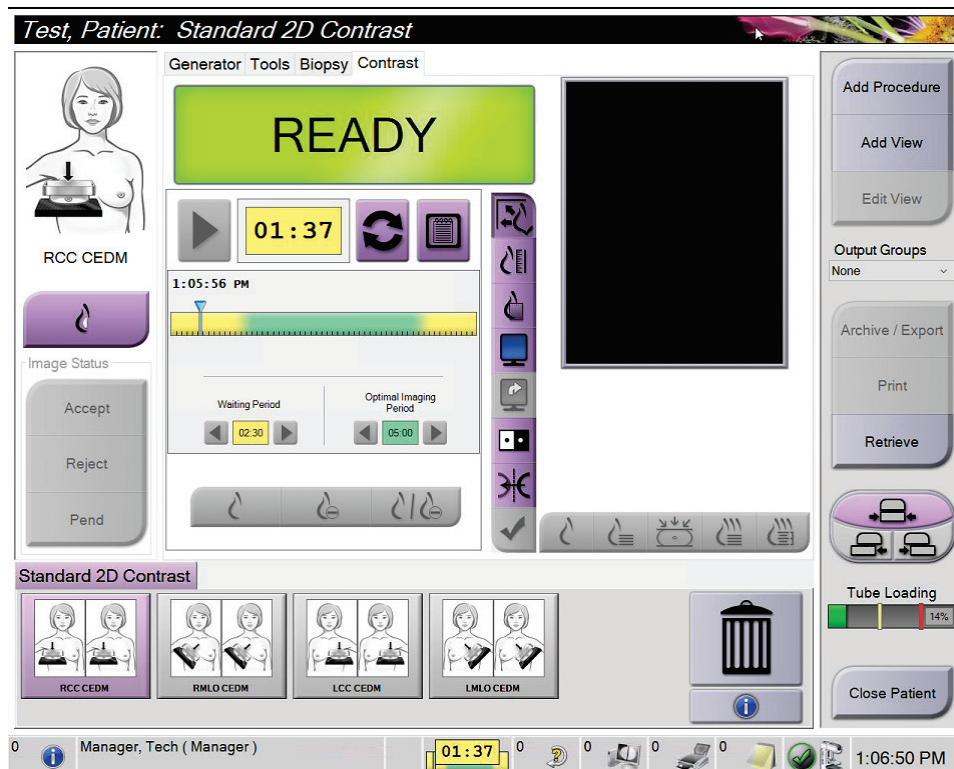 Test, Patient: Standard 2D Contrast
Generator Tools Biopsy Contrast
READY
RCC CEDM
01:37
1:05:56 PM
Waiting Period
Optimal Imaging
Period
02:30
05:00
Image Status
Accept
Reject
Pend
Add Procedure
Add View
Edit View
Output Groups
None
Archive / Export
Print
Retrieve
Tube Loading
14%
Close Patient
Standard 2D Contrast
RCC CEDM
RMLO CEDM
LCC CEDM
LMLO CEDM
0
Manager, Tech ( Manager )
01:37
0
0
0
0
1:06:50 PM